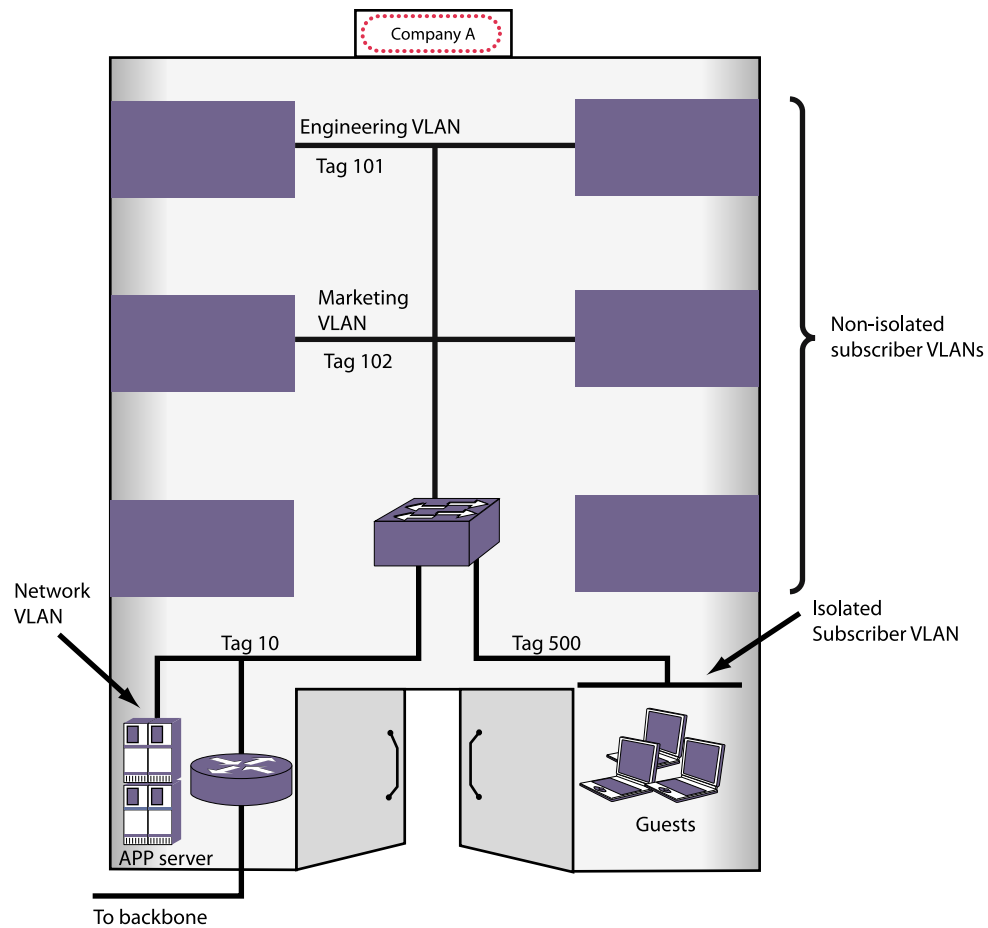 Company A
Engineering VLAN
Tag 101
Marketing
VLAN
Tag 102
Non-isolated
subscriber VLANs
Network
VLAN
Isolated
Subscriber VLAN
Tag 10
Tag 500
Guests
APP server
To backbone